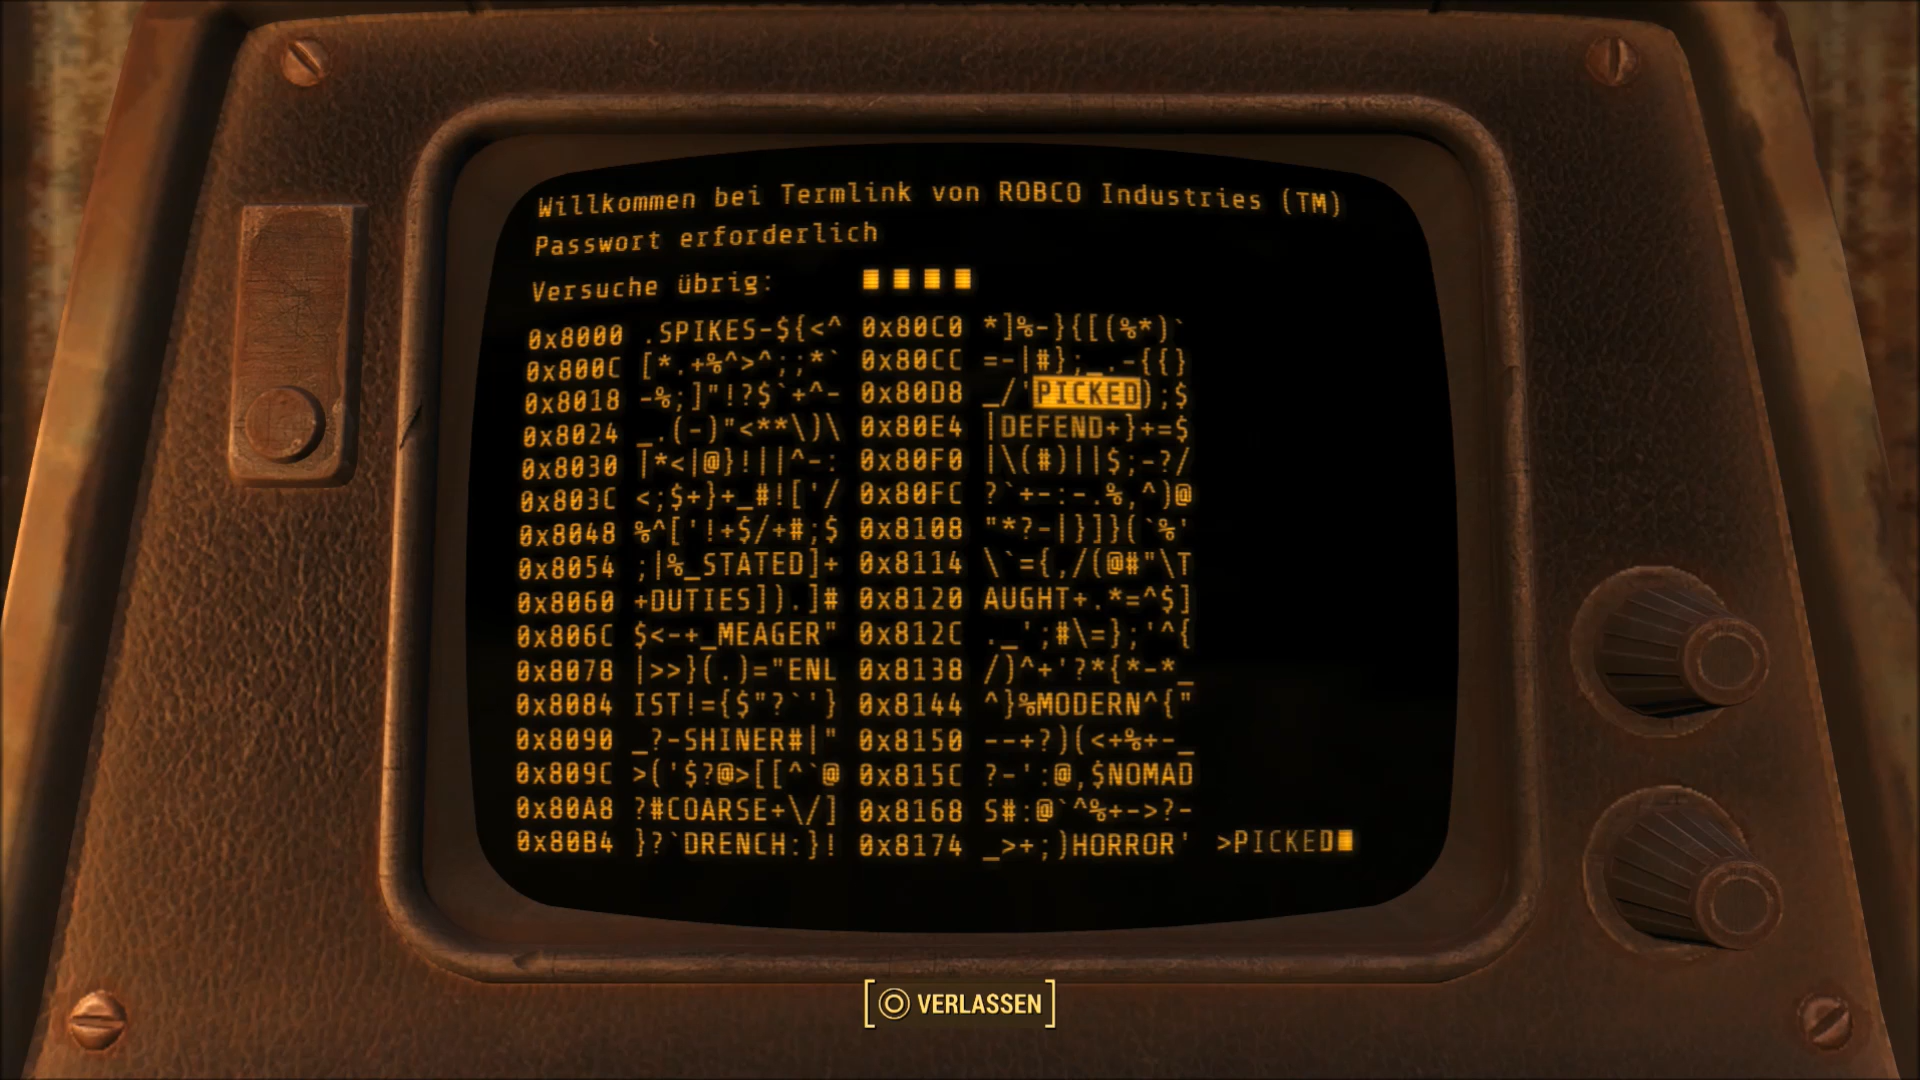 Willkommen bei Termlink von ROBCO Industries (TM)
Passwort erforderlich
Versuche übrig:
0x8000 .SPIKES-${<^ 0x80C0 *]%-}{[(%*)`
0x800C [*.+%^>^;;*` 0x80CC =-|#};_.-{{}
0x8018 -%;]"!?$`+^- 0x80D8 _/'PICKED);$
0x8024 _.(-)"<**\)\ 0x80E4 |DEFEND+}+=$
0x8030 |*<|@}!||^-: 0x80F0 |\(#)||$;-?/
0x803C <;$+}+_#!['/ 0x80FC ?`+-:-.%,^)@
0x8048 %^['!+$/+#;$ 0x8108 "*?-|}]}(`%'
0x8054 ;|%_STATED]+ 0x8114 \`={,/(@#"\T
0x8060 +DUTIES]).]# 0x8120 AUGHT+.*=^$]
0x806C $<-+_MEAGER" 0x812C ._';#\=};'^{
0x8078 |>>}(.)="ENL 0x8138 /)^+'?*{*-*_
0x8084 IST!={$"?`'} 0x8144 ^}%MODERN^{"
0x8090 _?-SHINER#|" 0x8150 --+?)(<+%+-_
0x809C >('$?@>[[^`@ 0x815C ?-':@,$NOMAD
0x80A8 ?#COARSE+\/] 0x8168 S#:@`^%+->?-
0x80B4 }?`DRENCH:}! 0x8174 _>+;)HORROR' >PICKED
[VERLASSEN]